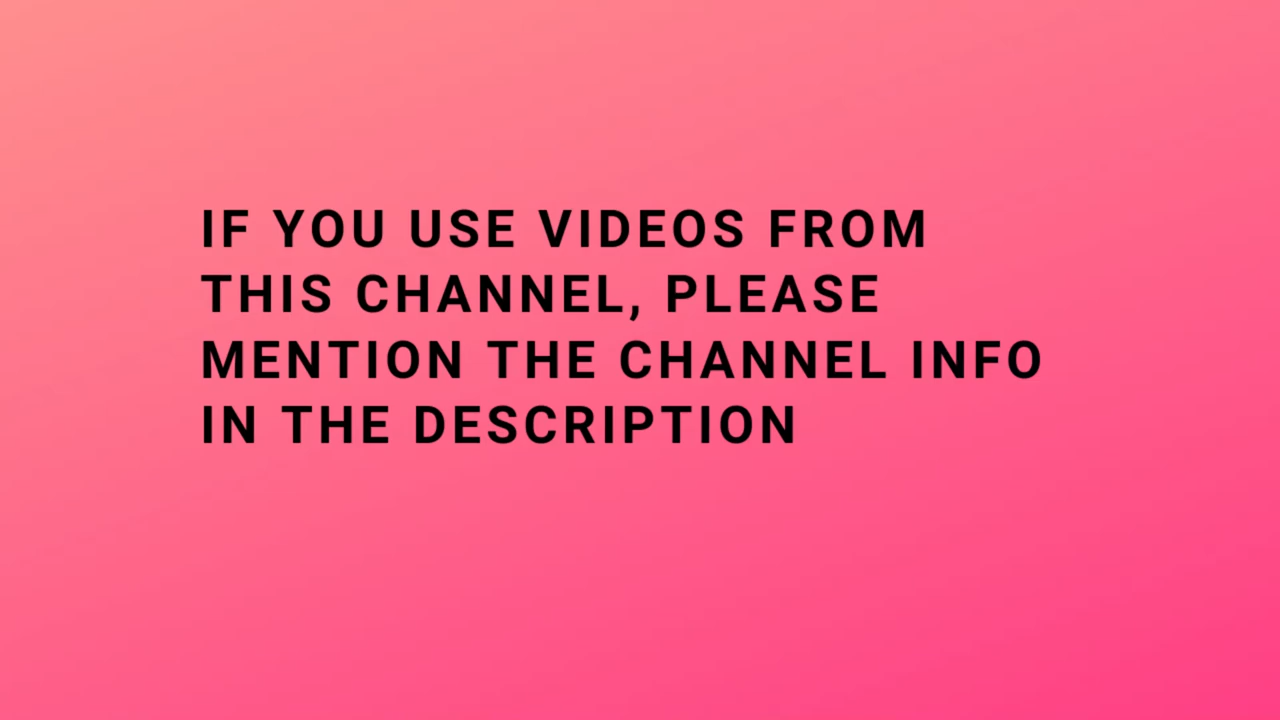 IF YOU USE VIDEOS FROM
THIS CHANNEL, PLEASE
MENTION THE CHANNEL INFO
IN THE DESCRIPTION